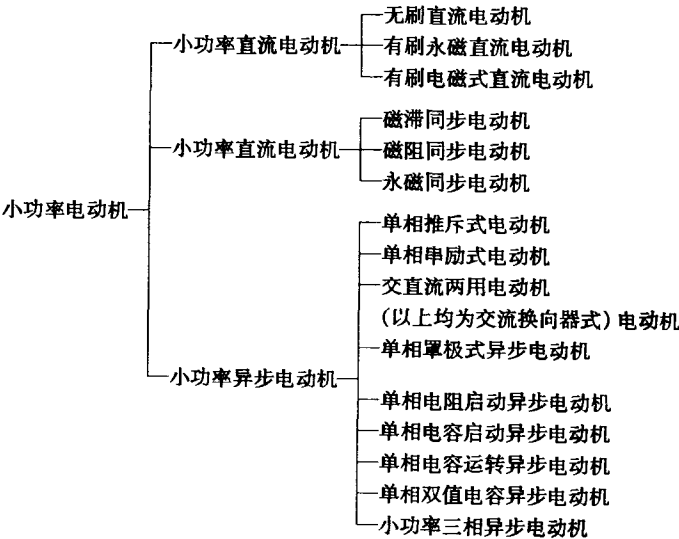 小功率电动机
小功率直流电动机
无刷直流电动机
有刷永磁直流电动机
有刷电磁式直流电动机
小功率直流电动机
磁滞同步电动机
磁阻同步电动机
永磁同步电动机
小功率异步电动机
单相推斥式电动机
单相串励式电动机
交直流两用电动机
(以上均为交流换向器式)电动机
单相罩极式异步电动机
单相电阻启动异步电动机
单相电容启动异步电动机
单相电容运转异步电动机
单相双值电容异步电动机
小功率三相异步电动机